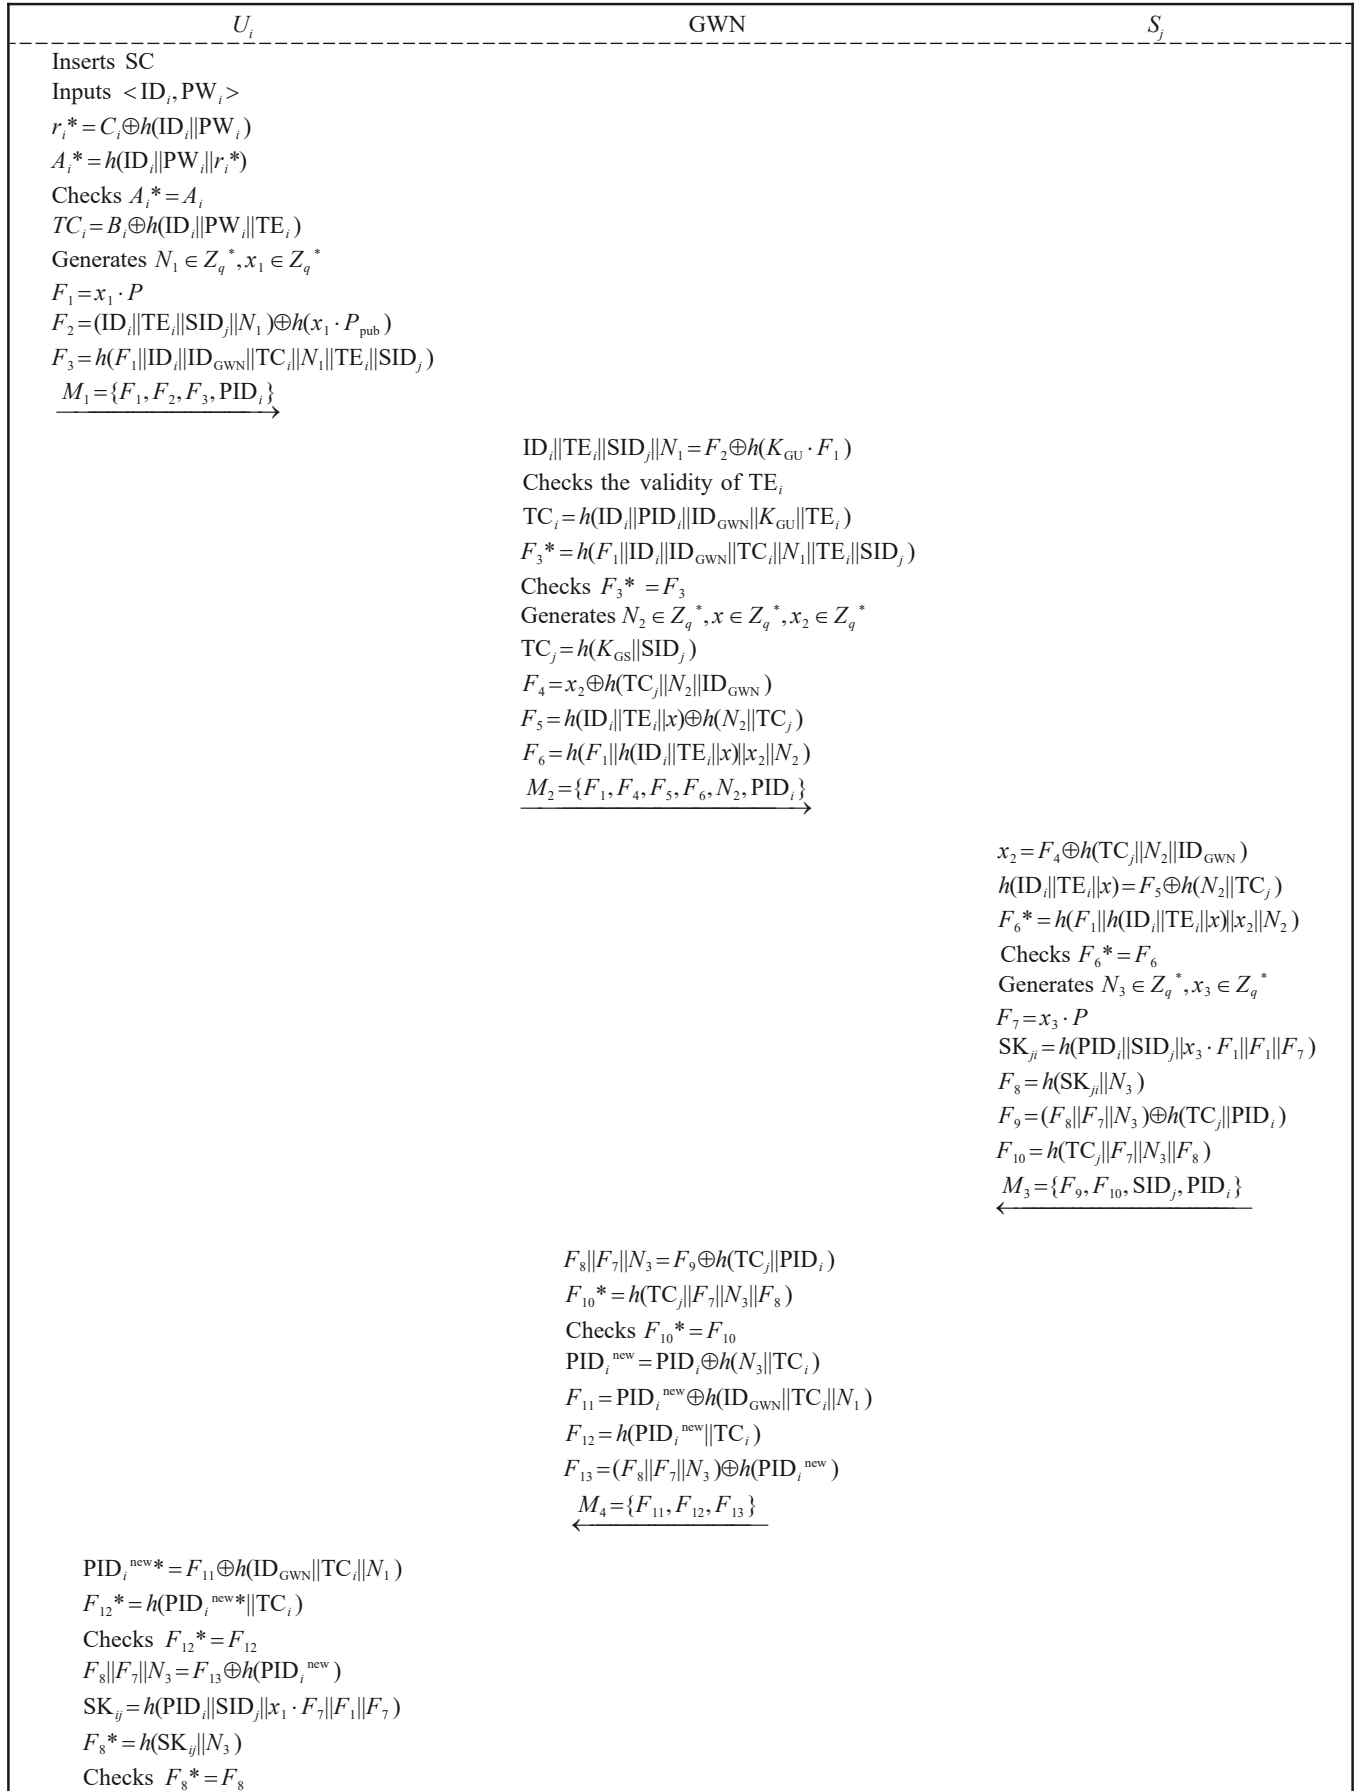 U_i GWN S_j
Inserts SC
Inputs <ID_i, PW_i>
r_i* = C_i⊕h(ID_i||PW_i)
A_i* = h(ID_i||PW_i||r_i*)
Checks A_i* = A_i
TC_i = B_i⊕h(ID_i||PW_i||TE_i)
Generates N_1 ∈ Z_q^*, x_1 ∈ Z_q^*
F_1 = x_1 · P
F_2 = (ID_i||TE_i||SID_j||N_1)⊕h(x_1 · P_pub)
F_3 = h(F_1||ID_i||ID_GWN||TC_i||N_1||TE_i||SID_j)
M_1 = {F_1, F_2, F_3, PID_i}
ID_i||TE_i||SID_j||N_1 = F_2⊕h(K_GU · F_1)
Checks the validity of TE_i
TC_i = h(ID_i||PID_i||ID_GWN||K_GU||TE_i)
F_3* = h(F_1||ID_i||ID_GWN||TC_i||N_1||TE_i||SID_j)
Checks F_3* = F_3
Generates N_2 ∈ Z_q^*, x ∈ Z_q^*, x_2 ∈ Z_q^*
TC_j = h(K_GS||SID_j)
F_4 = x_2⊕h(TC_j||N_2||ID_GWN)
F_5 = h(ID_i||TE_i||x)⊕h(N_2||TC_j)
F_6 = h(F_1||h(ID_i||TE_i||x)||x_2||N_2)
M_2 = {F_1, F_4, F_5, F_6, N_2, PID_i}
x_2 = F_4⊕h(TC_j||N_2||ID_GWN)
h(ID_i||TE_i||x) = F_5⊕h(N_2||TC_j)
F_6* = h(F_1||h(ID_i||TE_i||x)||x_2||N_2)
Checks F_6* = F_6
Generates N_3 ∈ Z_q^*, x_3 ∈ Z_q^*
F_7 = x_3 · P
SK_ji = h(PID_i||SID_j||x_3 · F_1||F_1||F_7)
F_8 = h(SK_ji||N_3)
F_9 = (F_8||F_7||N_3)⊕h(TC_j||PID_i)
F_10 = h(TC_j||F_7||N_3||F_8)
M_3 = {F_9, F_10, SID_j, PID_i}
F_8||F_7||N_3 = F_9⊕h(TC_j||PID_i)
F_10* = h(TC_j||F_7||N_3||F_8)
Checks F_10* = F_10
PID_i^new = PID_i⊕h(N_3||TC_i)
F_11 = PID_i^new⊕h(ID_GWN||TC_i||N_1)
F_12 = h(PID_i^new||TC_i)
F_13 = (F_8||F_7||N_3)⊕h(PID_i^new)
M_4 = {F_11, F_12, F_13}
PID_i^new* = F_11⊕h(ID_GWN||TC_i||N_1)
F_12* = h(PID_i^new*||TC_i)
Checks F_12* = F_12
F_8||F_7||N_3 = F_13⊕h(PID_i^new)
SK_ij = h(PID_i||SID_j||x_1 · F_7||F_1||F_7)
F_8* = h(SK_ij||N_3)
Checks F_8* = F_8